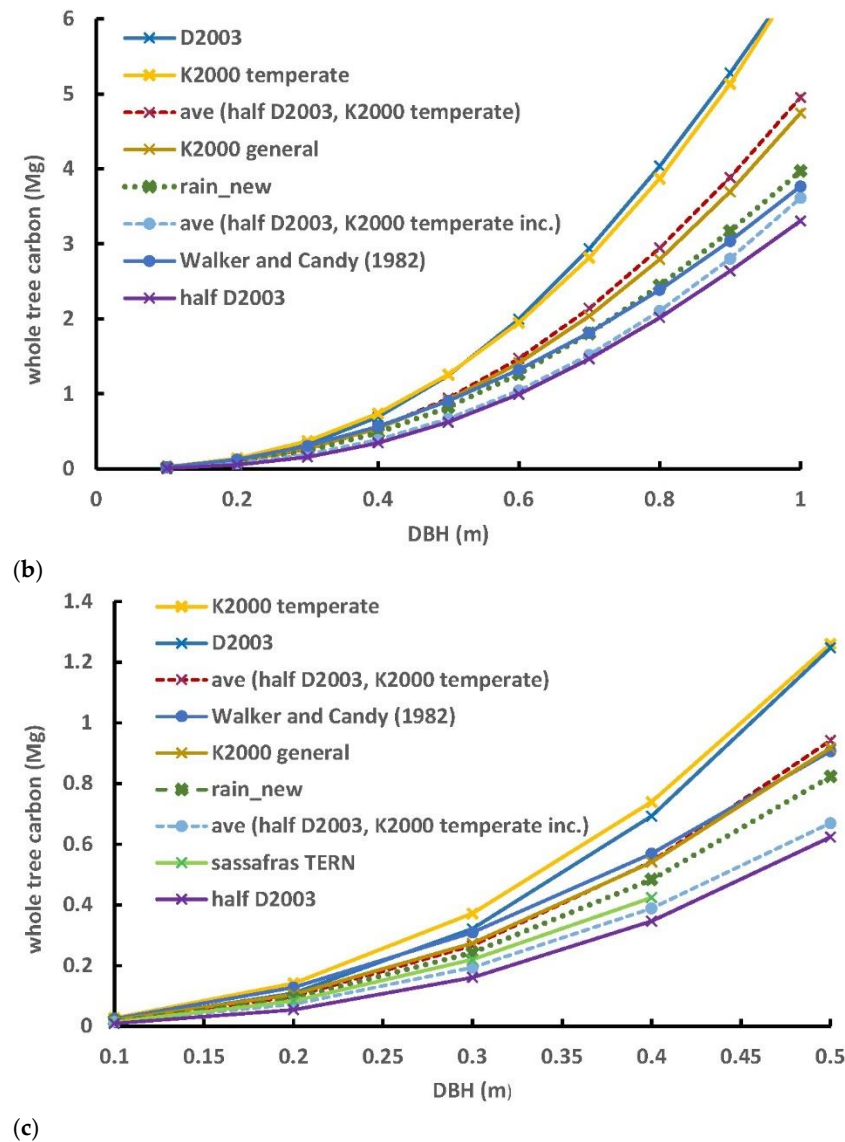 6
5
4
3
2
1
0
whole tree carbon (Mg)
D2003
K2000 temperate
ave (half D2003, K2000 temperate)
K2000 general
rain_new
ave (half D2003, K2000 temperate inc.)
Walker and Candy (1982)
half D2003
0 0.2 0.4 0.6 0.8 1
DBH (m)
(b)
1.4
1.2
1
0.8
0.6
0.4
0.2
0
whole tree carbon (Mg)
K2000 temperate
D2003
ave (half D2003, K2000 temperate)
Walker and Candy (1982)
K2000 general
rain_new
ave (half D2003, K2000 temperate inc.)
sassafras TERN
half D2003
0.1 0.15 0.2 0.25 0.3 0.35 0.4 0.45 0.5
DBH (m)
(c)